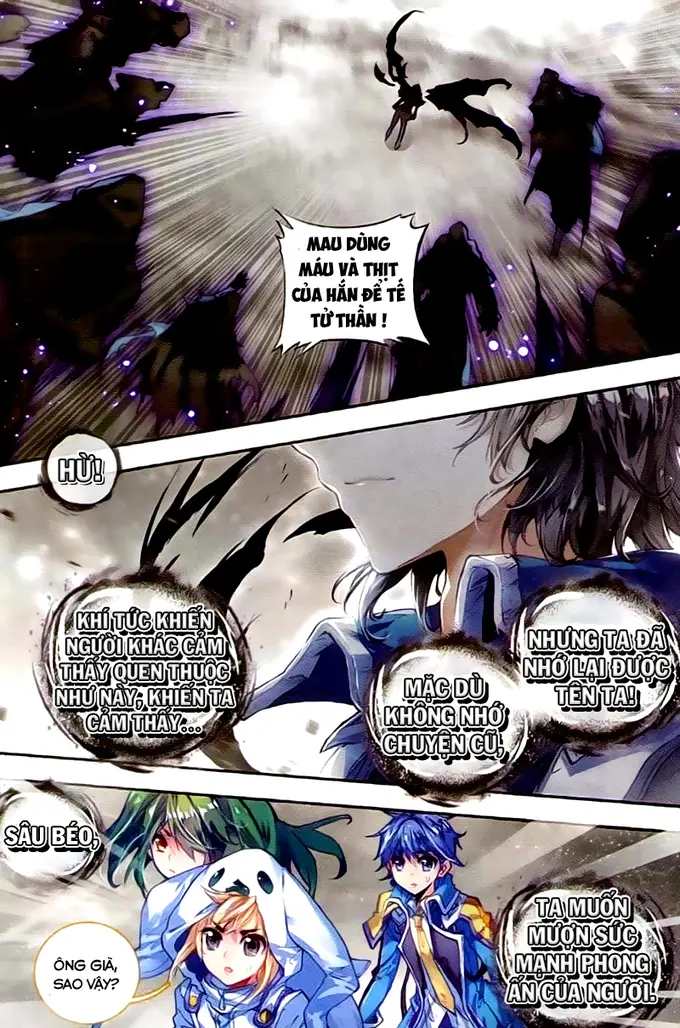 MAU DÙNG
MÁU VÀ THỊT
CỦA HẮN ĐỂ TẾ
TỬ THẦN !
HỪ!
KHÍ TỨC KHIẾN
NGƯỜI KHÁC CẢM
THẤY QUEN THUỘC
NHƯ NÀY, KHIẾN TA
CẢM THẤY...
MẶC DÙ
KHÔNG NHỚ
CHUYỆN CŨ,
NHƯNG TA ĐÃ
NHỚ LẠI ĐƯỢC
TÊN TA!
SÂU BÉO,
ÔNG GIÀ,
SAO VẬY?
TA MUỐN
MƯỢN SỨC
MẠNH PHONG
ẤN CỦA NGƯƠI.